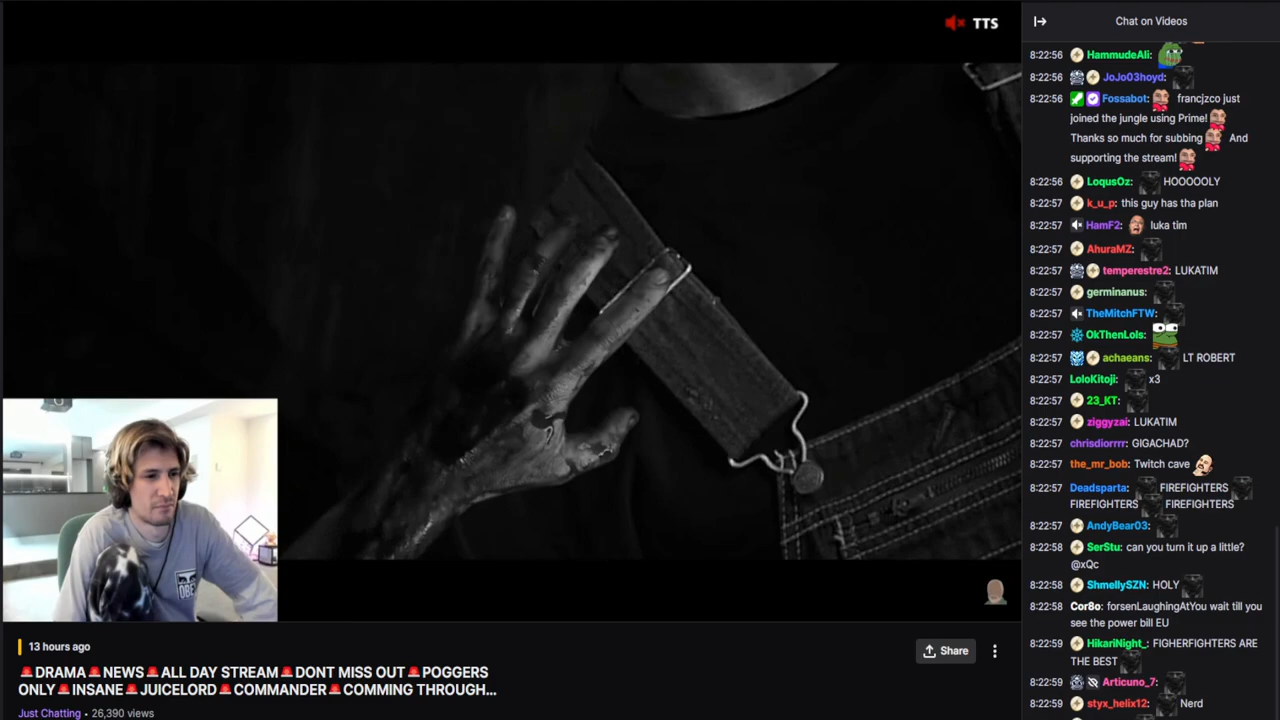 TTS
OBEY
13 hours ago
🚨DRAMA🚨NEWS🚨ALL DAY STREAM🚨DONT MISS OUT🚨POGGERS
ONLY🚨INSANE🚨JUICELORD🚨COMMANDER🚨COMMING THROUGH...
Just Chatting • 26,390 views
Share
Chat on Videos
8:22:56 HammudeAli:
8:22:56 JoJo03hoyd:
8:22:56 Fossabot: francjzco just
joined the jungle using Prime!
Thanks so much for subbing And
supporting the stream!
8:22:56 LoqusOz: HOOOOOLY
8:22:57 k_u_p: this guy has tha plan
8:22:57 HamF2: luka tim
8:22:57 AhuraMZ:
8:22:57 temperestre2: LUKATIM
8:22:57 germinanus:
8:22:57 TheMitchFTW:
8:22:57 OkThenLols:
8:22:57 achaeans: LT ROBERT
8:22:57 LoloKitoji: x3
8:22:57 23_KT:
8:22:57 ziggyzai: LUKATIM
8:22:57 chrisdiorrrr: GIGACHAD?
8:22:57 the_mr_bob: Twitch cave
8:22:57 Deadsparta: FIREFIGHTERS
FIREFIGHTERS FIREFIGHTERS
8:22:57 AndyBear03:
8:22:58 SerStu: can you turn it up a little?
@xQc
8:22:58 ShmellySZN: HOLY
8:22:58 Cor8o: forsenLaughingAtYou wait till you
see the power bill EU
8:22:59 HikariNight_: FIGHERFIGHTERS ARE
THE BEST
8:22:59 Articuno_7:
8:22:59 styx_helix12: Nerd